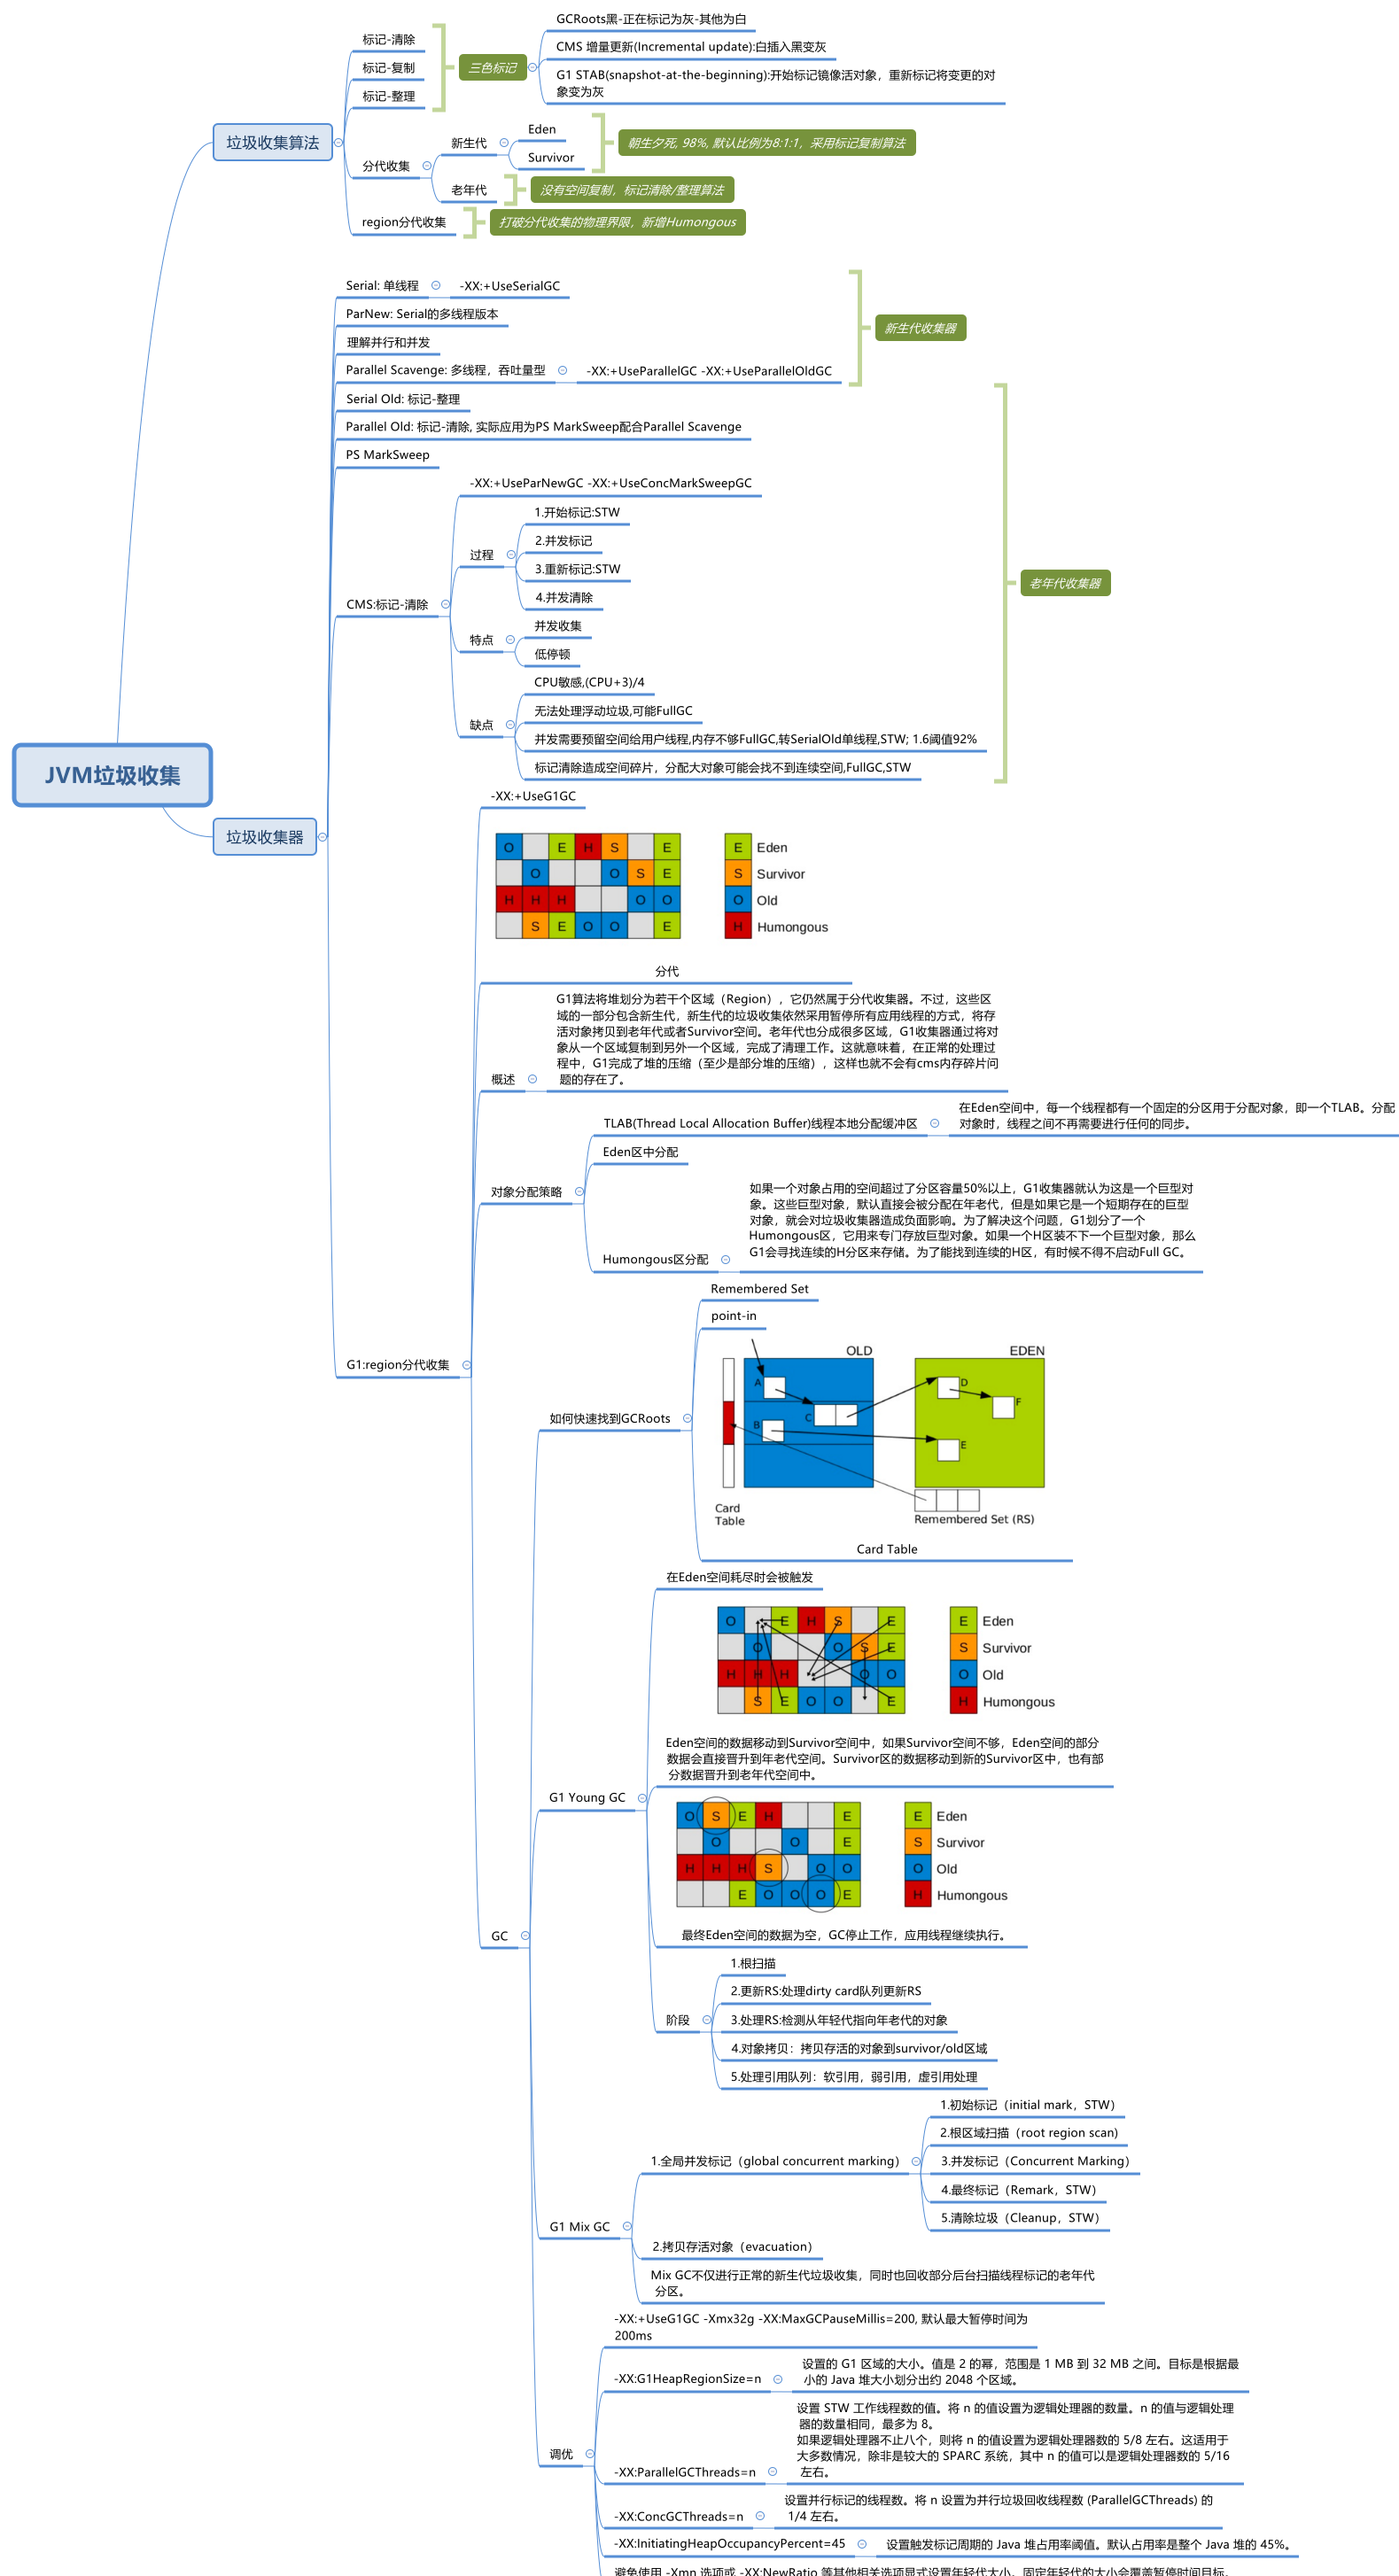 JVM垃圾收集
垃圾收集算法
标记-清除
标记-复制
标记-整理
三色标记
GCRoots黑-正在标记为灰-其他为白
CMS 增量更新(Incremental update):白插入黑变灰
G1 STAB(snapshot-at-the-beginning):开始标记镜像活对象，重新标记将变更的对
象变为灰
分代收集
新生代
Eden
Survivor
朝生夕死, 98%, 默认比例为8:1:1，采用标记复制算法
老年代
没有空间复制，标记清除/整理算法
region分代收集
打破分代收集的物理界限，新增Humongous
垃圾收集器
Serial: 单线程
-XX:+UseSerialGC
ParNew: Serial的多线程版本
理解并行和并发
Parallel Scavenge: 多线程，吞吐量型
-XX:+UseParallelGC -XX:+UseParallelOldGC
新生代收集器
Serial Old: 标记-整理
Parallel Old: 标记-清除, 实际应用为PS MarkSweep配合Parallel Scavenge
PS MarkSweep
CMS:标记-清除
-XX:+UseParNewGC -XX:+UseConcMarkSweepGC
过程
1.开始标记:STW
2.并发标记
3.重新标记:STW
4.并发清除
特点
并发收集
低停顿
缺点
CPU敏感,(CPU+3)/4
无法处理浮动垃圾,可能FullGC
并发需要预留空间给用户线程,内存不够FullGC,转SerialOld单线程,STW; 1.6阈值92%
标记清除造成空间碎片，分配大对象可能会找不到连续空间,FullGC,STW
老年代收集器
G1:region分代收集
-XX:+UseG1GC
O E H S E
O O S E
H H H O O
S E O O E
E Eden
S Survivor
O Old
H Humongous
分代
概述
G1算法将堆划分为若干个区域（Region），它仍然属于分代收集器。不过，这些区
域的一部分包含新生代，新生代的垃圾收集依然采用暂停所有应用线程的方式，将存
活对象拷贝到老年代或者Survivor空间。老年代也分成很多区域，G1收集器通过将对
象从一个区域复制到另外一个区域，完成了清理工作。这就意味着，在正常的处理过
程中，G1完成了堆的压缩（至少是部分堆的压缩），这样也就不会有cms内存碎片问
题的存在了。
对象分配策略
TLAB(Thread Local Allocation Buffer)线程本地分配缓冲区
在Eden空间中，每一个线程都有一个固定的分区用于分配对象，即一个TLAB。分配
对象时，线程之间不再需要进行任何的同步。
Eden区中分配
Humongous区分配
如果一个对象占用的空间超过了分区容量50%以上，G1收集器就认为这是一个巨型对
象。这些巨型对象，默认直接会被分配在年老代，但是如果它是一个短期存在的巨型
对象，就会对垃圾收集器造成负面影响。为了解决这个问题，G1划分了一个
Humongous区，它用来专门存放巨型对象。如果一个H区装不下一个巨型对象，那么
G1会寻找连续的H分区来存储。为了能找到连续的H区，有时候不得不启动Full GC。
GC
如何快速找到GCRoots
Remembered Set
point-in
OLD
EDEN
A
B
C
D
E
F
Card
Table
Remembered Set (RS)
Card Table
G1 Young GC
在Eden空间耗尽时会被触发
O E H S E
O O S E
H H H O O
S E O O E
E Eden
S Survivor
O Old
H Humongous
Eden空间的数据移动到Survivor空间中，如果Survivor空间不够，Eden空间的部分
数据会直接晋升到年老代空间。Survivor区的数据移动到新的Survivor区中，也有部
分数据晋升到老年代空间中。
O S E H E
O O E
H H H S O O
E O O O E
E Eden
S Survivor
O Old
H Humongous
最终Eden空间的数据为空，GC停止工作，应用线程继续执行。
阶段
1.根扫描
2.更新RS:处理dirty card队列更新RS
3.处理RS:检测从年轻代指向年老代的对象
4.对象拷贝：拷贝存活的对象到survivor/old区域
5.处理引用队列：软引用，弱引用，虚引用处理
G1 Mix GC
1.全局并发标记（global concurrent marking）
1.初始标记（initial mark，STW）
2.根区域扫描（root region scan)
3.并发标记（Concurrent Marking）
4.最终标记（Remark，STW）
5.清除垃圾（Cleanup，STW）
2.拷贝存活对象（evacuation）
Mix GC不仅进行正常的新生代垃圾收集，同时也回收部分后台扫描线程标记的老年代
分区。
调优
-XX:+UseG1GC -Xmx32g -XX:MaxGCPauseMillis=200, 默认最大暂停时间为
200ms
-XX:G1HeapRegionSize=n
设置的 G1 区域的大小。值是 2 的幂，范围是 1 MB 到 32 MB 之间。目标是根据最
小的 Java 堆大小划分出约 2048 个区域。
-XX:ParallelGCThreads=n
设置 STW 工作线程数的值。将 n 的值设置为逻辑处理器的数量。n 的值与逻辑处理
器的数量相同，最多为 8。
如果逻辑处理器不止八个，则将 n 的值设置为逻辑处理器数的 5/8 左右。这适用于
大多数情况，除非是较大的 SPARC 系统，其中 n 的值可以是逻辑处理器数的 5/16
左右。
-XX:ConcGCThreads=n
设置并行标记的线程数。将 n 设置为并行垃圾回收线程数 (ParallelGCThreads) 的
1/4 左右。
-XX:InitiatingHeapOccupancyPercent=45
设置触发标记周期的 Java 堆占用率阈值。默认占用率是整个 Java 堆的 45%。
避免使用 -Xmn 选项或 -XX:NewRatio 等其他相关选项显式设置年轻代大小。固定年轻代的大小会覆盖暂停时间目标。